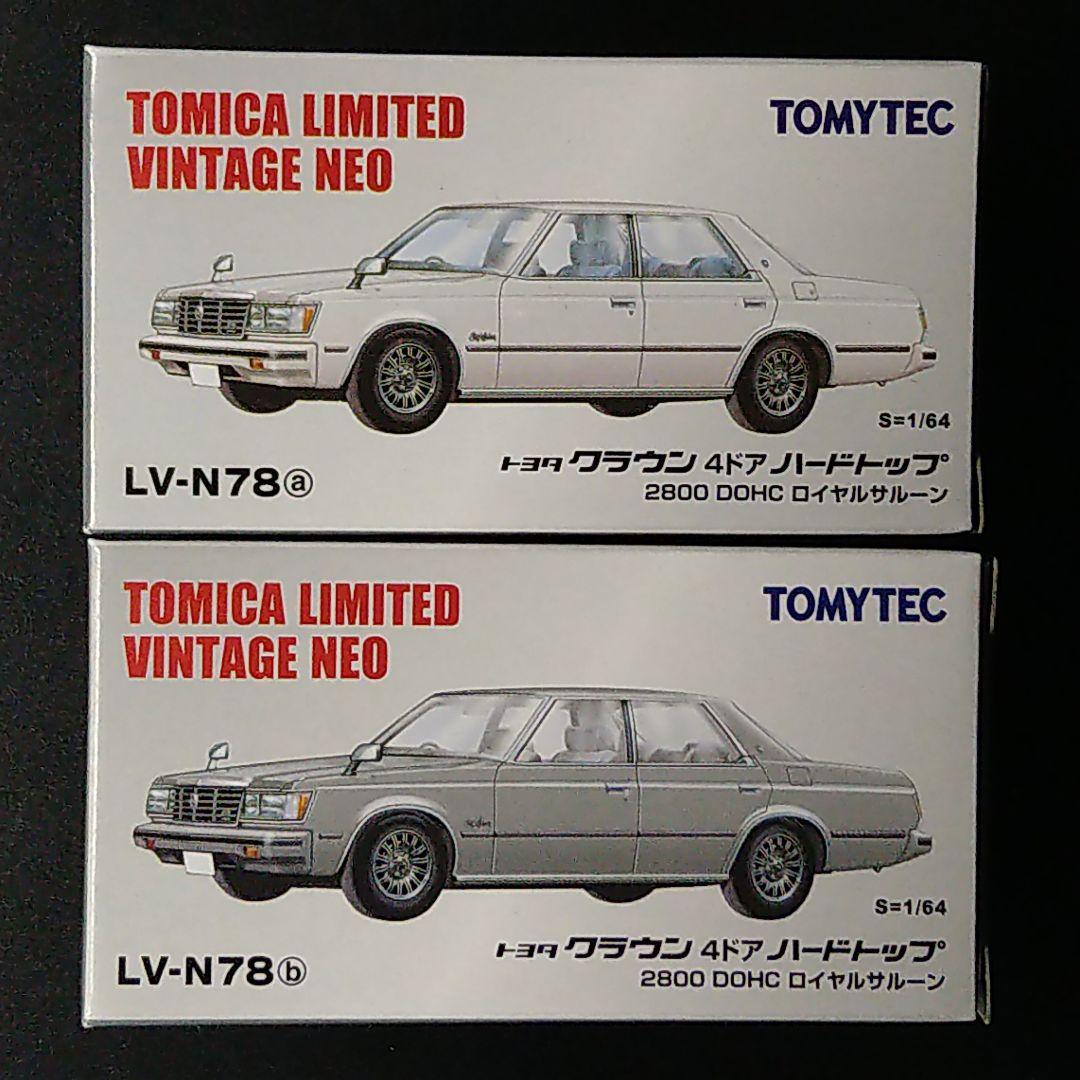 TOMICA LIMITED
VINTAGE NEO
TOMYTEC
S=1/64
LV-N78ⓐ
トヨタ クラウン 4ドア ハードトップ
2800 DOHC ロイヤルサルーン
TOMICA LIMITED
VINTAGE NEO
TOMYTEC
S=1/64
LV-N78ⓑ
トヨタ クラウン 4ドア ハードトップ
2800 DOHC ロイヤルサルーン